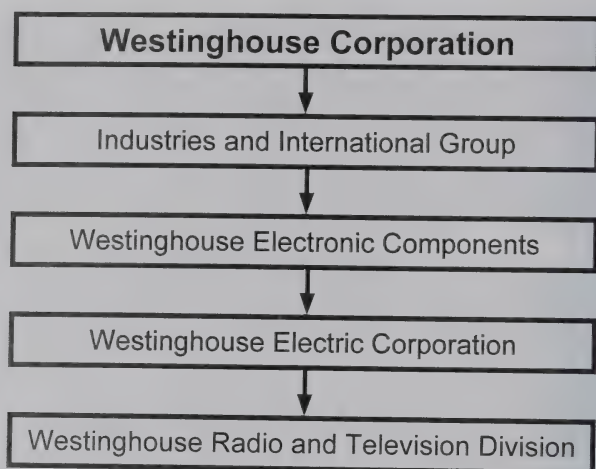 Westinghouse Corporation
Industries and International Group
Westinghouse Electronic Components
Westinghouse Electric Corporation
Westinghouse Radio and Television Division